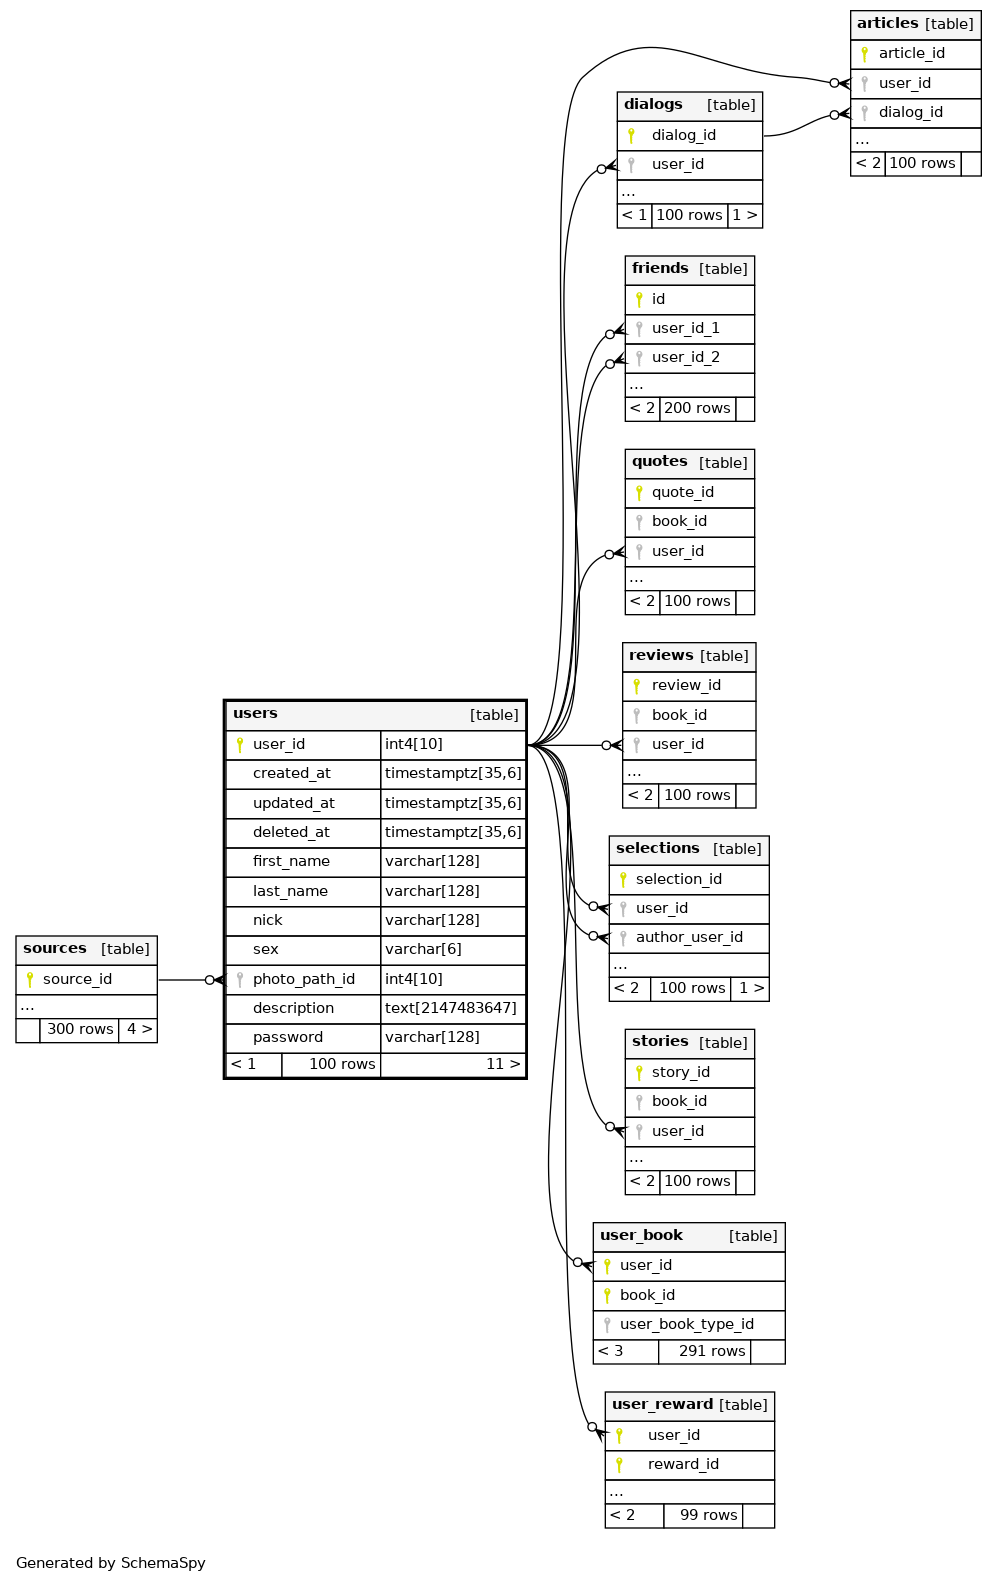 articles [table]
article_id
user_id
dialog_id
...
< 2 100 rows
dialogs [table]
dialog_id
user_id
...
< 1 100 rows 1 >
friends [table]
id
user_id_1
user_id_2
...
< 2 200 rows
quotes [table]
quote_id
book_id
user_id
...
< 2 100 rows
reviews [table]
review_id
book_id
user_id
...
< 2 100 rows
users [table]
user_id int4[10]
created_at timestamptz[35,6]
updated_at timestamptz[35,6]
deleted_at timestamptz[35,6]
first_name varchar[128]
last_name varchar[128]
nick varchar[128]
sex varchar[6]
photo_path_id int4[10]
description text[2147483647]
password varchar[128]
< 1 100 rows 11 >
sources [table]
source_id
...
300 rows 4 >
selections [table]
selection_id
user_id
author_user_id
...
< 2 100 rows 1 >
stories [table]
story_id
book_id
user_id
...
< 2 100 rows
user_book [table]
user_id
book_id
user_book_type_id
< 3 291 rows
user_reward [table]
user_id
reward_id
...
< 2 99 rows
Generated by SchemaSpy